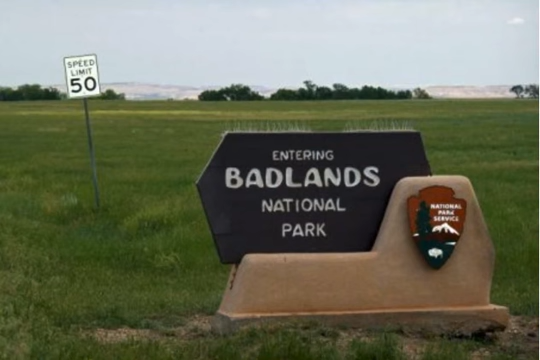 SPEED
LIMIT
50
ENTERING
BADLANDS
NATIONAL
PARK
NATIONAL
PARK
SERVICE